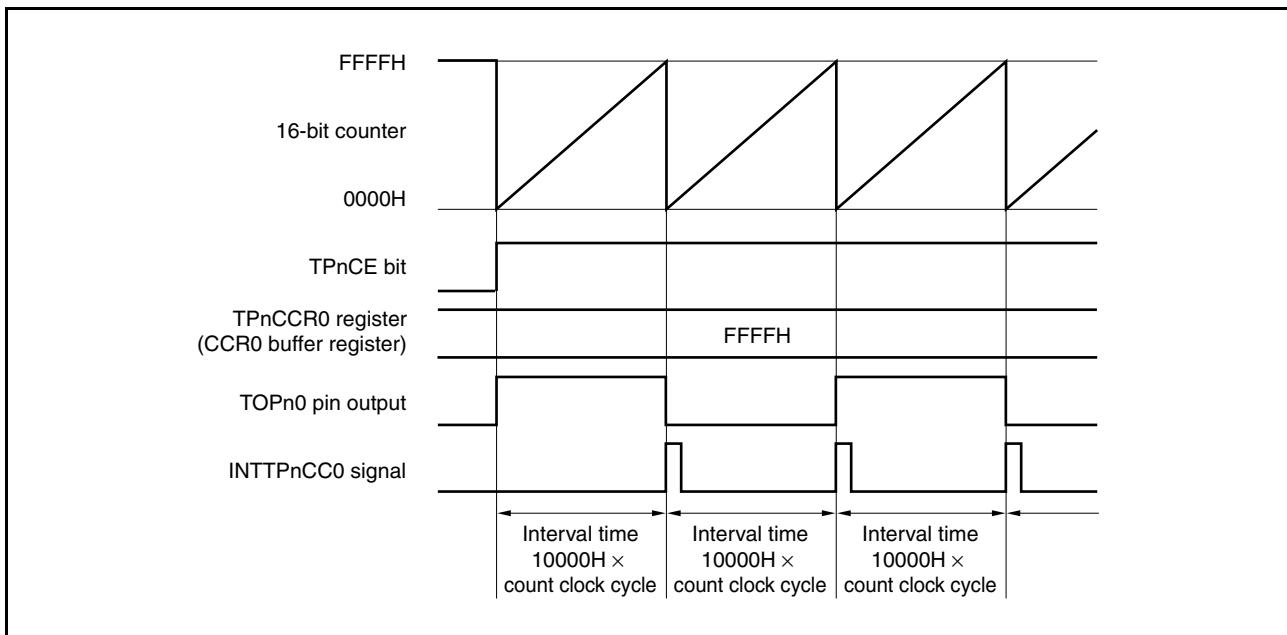 FFFFH
16-bit counter
0000H
TPnCE bit
TPnCCR0 register
(CCR0 buffer register)
FFFFH
TOPn0 pin output
INTTPnCC0 signal
Interval time
10000H ×
count clock cycle
Interval time
10000H ×
count clock cycle
Interval time
10000H ×
count clock cycle